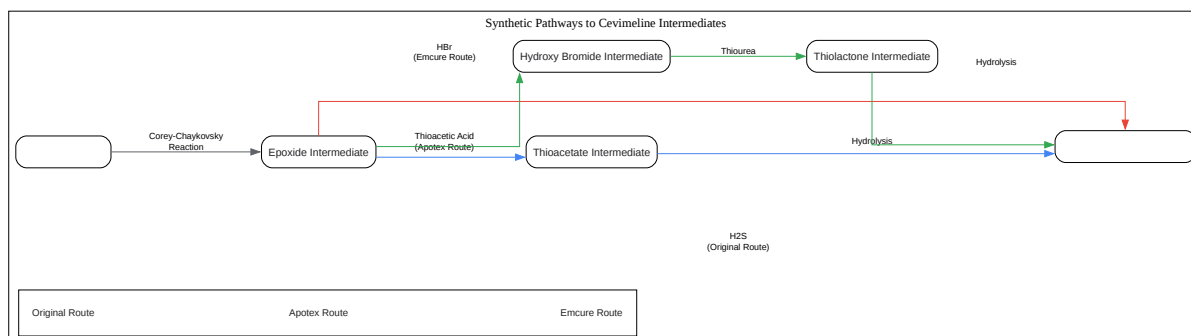 Synthetic Pathways to Cevimeline Intermediates
HBr
(Emcure Route)
Hydroxy Bromide Intermediate
Thiourea
Thiolactone Intermediate
Hydrolysis
Corey-Chaykovsky
Reaction
Epoxide Intermediate
Thioacetic Acid
(Apotex Route)
Thioacetate Intermediate
Hydrolysis
H2S
(Original Route)
Original Route
Apotex Route
Emcure Route